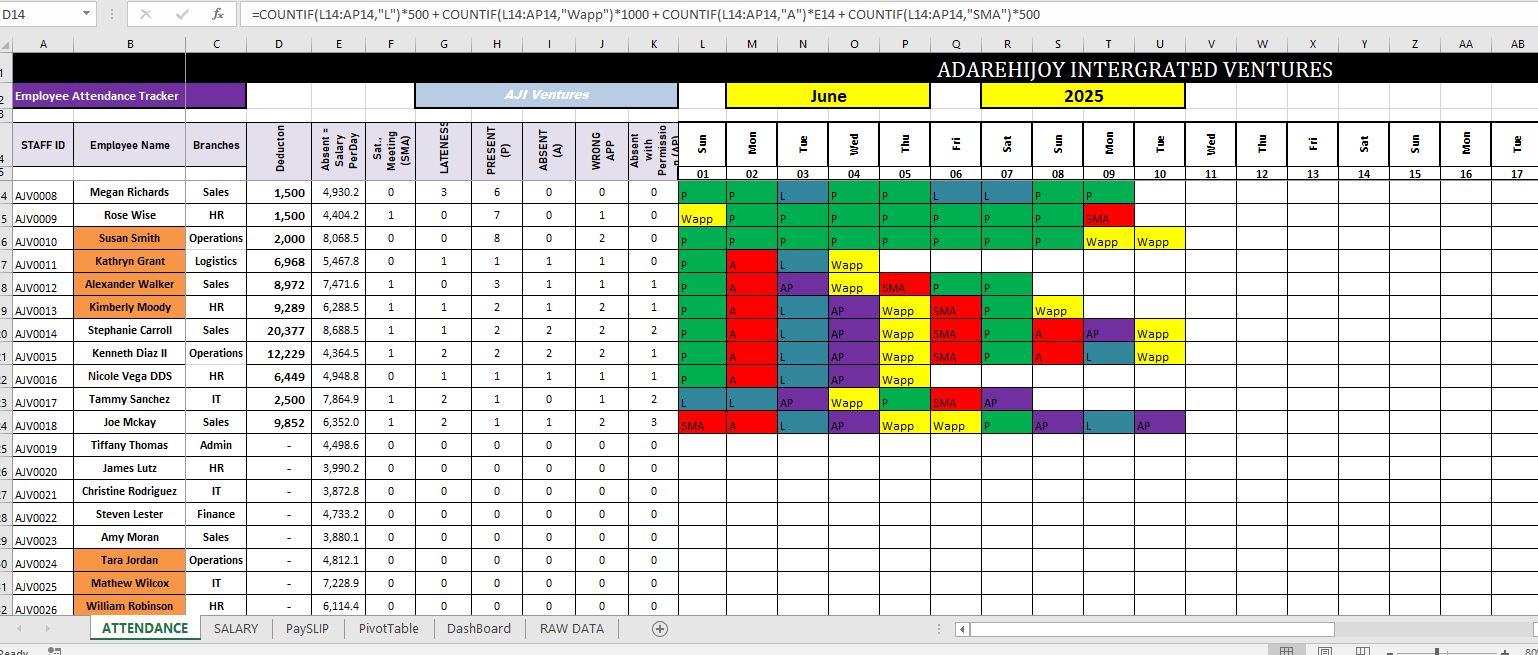 D14 fx =COUNTIF(L14:AP14,"L")*500 + COUNTIF(L14:AP14,"Wapp")*1000 + COUNTIF(L14:AP14,"A")*E14 + COUNTIF(L14:AP14,"SMA")*500
A B C D E F G H I J K L M N O P Q R S T U V W X Y Z AA AB
ADAREHIJOY INTERGRATED VENTURES
Employee Attendance Tracker AJI Ventures June 2025
STAFF ID Employee Name Branches Deducton Absent = Salary PerDay Sat., Meeting (SMA) LATENESS PRESENT (P) ABSENT (A) WRONG APP Absent with Permissio n (AP) Sun Mon Tue Wed Thu Fri Sat Sun Mon Tue Wed Thu Fri Sat Sun Mon Tue
01 02 03 04 05 06 07 08 09 10 11 12 13 14 15 16 17
AJV0008 Megan Richards Sales 1,500 4,930.2 0 3 6 0 0 0 P P L P P L L P P
AJV0009 Rose Wise HR 1,500 4,404.2 1 0 7 0 1 0 Wapp P P P P P P P SMA
AJV0010 Susan Smith Operations 2,000 8,068.5 0 0 8 0 2 0 P P P P P P P P Wapp Wapp
AJV0011 Kathryn Grant Logistics 6,968 5,467.8 0 1 1 1 1 0 P A L Wapp
AJV0012 Alexander Walker Sales 8,972 7,471.6 1 0 3 1 1 1 P A AP Wapp SMA P P
AJV0013 Kimberly Moody HR 9,289 6,288.5 1 1 2 1 2 1 P A L AP Wapp SMA P Wapp
AJV0014 Stephanie Carroll Sales 20,377 8,688.5 1 1 2 2 2 2 P A L AP Wapp SMA P A AP Wapp
AJV0015 Kenneth Diaz II Operations 12,229 4,364.5 1 2 2 2 2 1 P A L AP Wapp SMA P A L Wapp
AJV0016 Nicole Vega DDS HR 6,449 4,948.8 0 1 1 1 1 1 P A L AP Wapp
AJV0017 Tammy Sanchez IT 2,500 7,864.9 1 2 1 0 1 2 L L AP Wapp P SMA AP
AJV0018 Joe Mckay Sales 9,852 6,352.0 1 2 1 1 2 3 SMA A L AP Wapp Wapp P AP L AP
AJV0019 Tiffany Thomas Admin - 4,498.6 0 0 0 0 0 0
AJV0020 James Lutz HR - 3,990.2 0 0 0 0 0 0
AJV0021 Christine Rodriguez IT - 3,872.8 0 0 0 0 0 0
AJV0022 Steven Lester Finance - 4,733.2 0 0 0 0 0 0
AJV0023 Amy Moran Sales - 3,880.1 0 0 0 0 0 0
AJV0024 Tara Jordan Operations - 4,812.1 0 0 0 0 0 0
AJV0025 Mathew Wilcox IT - 7,228.9 0 0 0 0 0 0
AJV0026 William Robinson HR - 6,114.4 0 0 0 0 0 0
ATTENDANCE SALARY PaySLIP PivotTable DashBoard RAW DATA